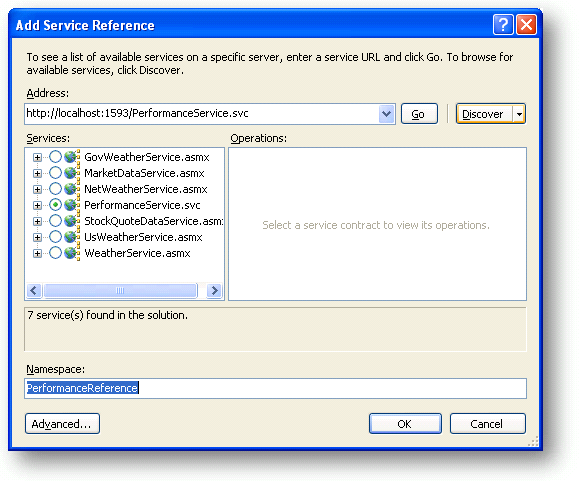 Add Service Reference
To see a list of available services on a specific server, enter a service URL and click Go. To browse for
available services, click Discover.
Address:
http://localhost:1593/PerformanceService.svc
Go
Discover
Services:
Operations:
GovWeatherService.asmx
MarketDataService.asmx
NetWeatherService.asmx
PerformanceService.svc
StockQuoteDataService.asmx
UsWeatherService.asmx
WeatherService.asmx
Select a service contract to view its operations.
7 service(s) found in the solution.
Namespace:
PerformanceReference
Advanced...
OK
Cancel